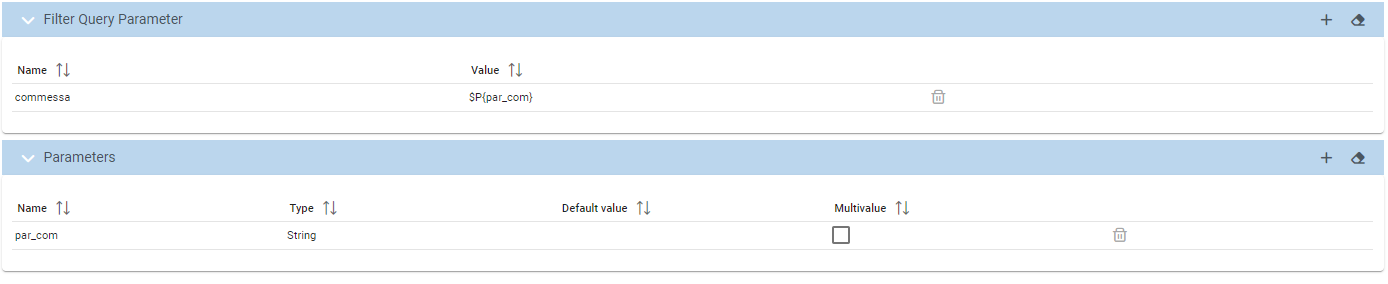 Filter Query Parameter
Name Value
commessa $P{par_com}
Parameters
Name Type Default value Multivalue
par_com String